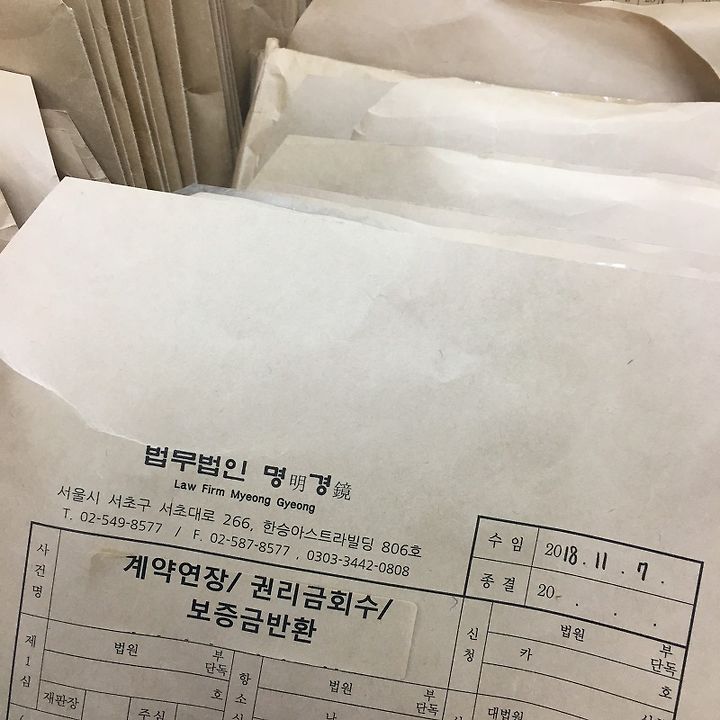 법무법인 명明경鏡
Law Firm Myeong Gyeong
서울시 서초구 서초대로 266, 한승아스트라빌딩 806호
T. 02-549-8577 / F. 02-587-8577 , 0303-3442-0808
수 임 2018. 11. 7.
종 결 20 . . .
사건명
계약연장/ 권리금회수/
보증금반환
신청
법원 부
카 단독
호
제1심
법원 부
단독
호
항소
법원 부
단독
대법원
재판장 주심